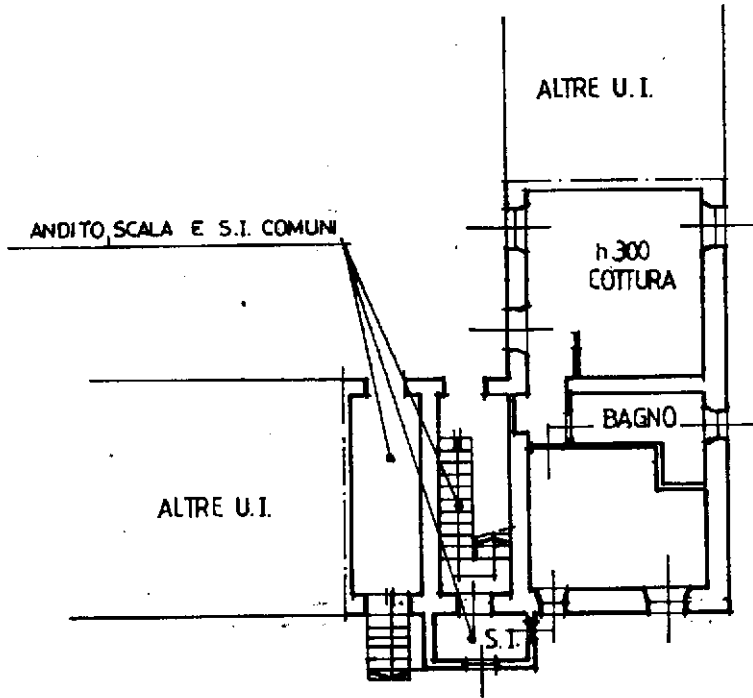 ALTRE U.I.
ANDITO, SCALA E S.I. COMUNI
h.300
COTTURA
BAGNO
ALTRE U.I.
S.I.